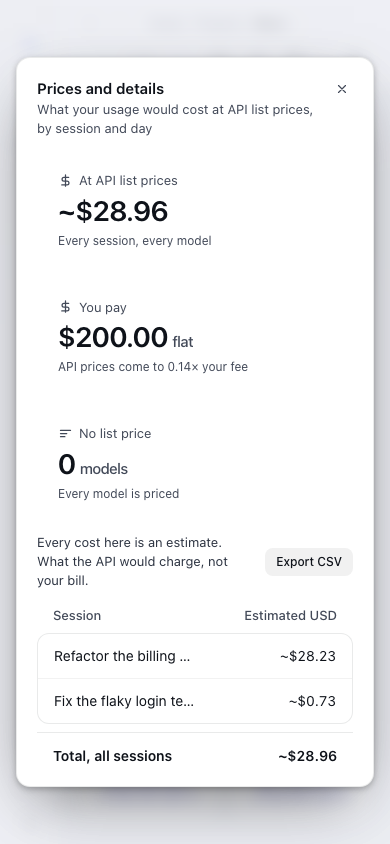 Prices and details
What your usage would cost at API list prices,
by session and day
At API list prices
~$28.96
Every session, every model
You pay
$200.00 flat
API prices come to 0.14× your fee
No list price
0 models
Every model is priced
Every cost here is an estimate.
What the API would charge, not
your bill.
Export CSV
Session Estimated USD
Refactor the billing ... ~$28.23
Fix the flaky login te... ~$0.73
Total, all sessions ~$28.96